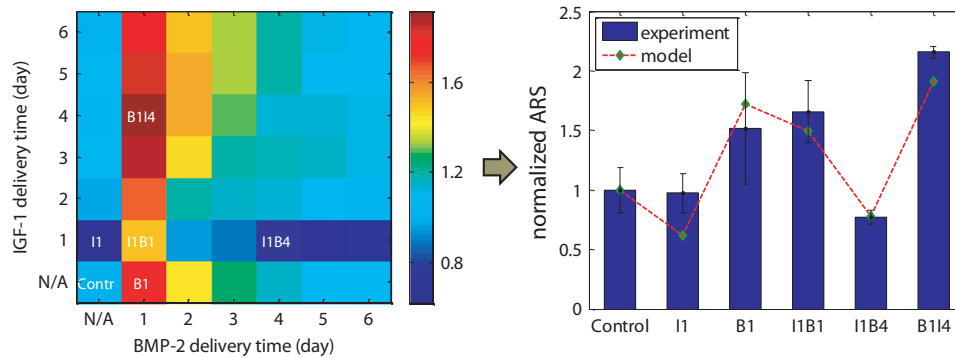 IGF-1 delivery time (day)
6
5
4
3
2
1
N/A
B1I4
I1
I1B1
I1B4
Contr
B1
N/A
1
2
3
4
5
6
BMP-2 delivery time (day)
1.6
1.2
0.8
normalized ARS
2.5
2
1.5
1
0.5
0
experiment
model
Control
I1
B1
I1B1
I1B4
B1I4